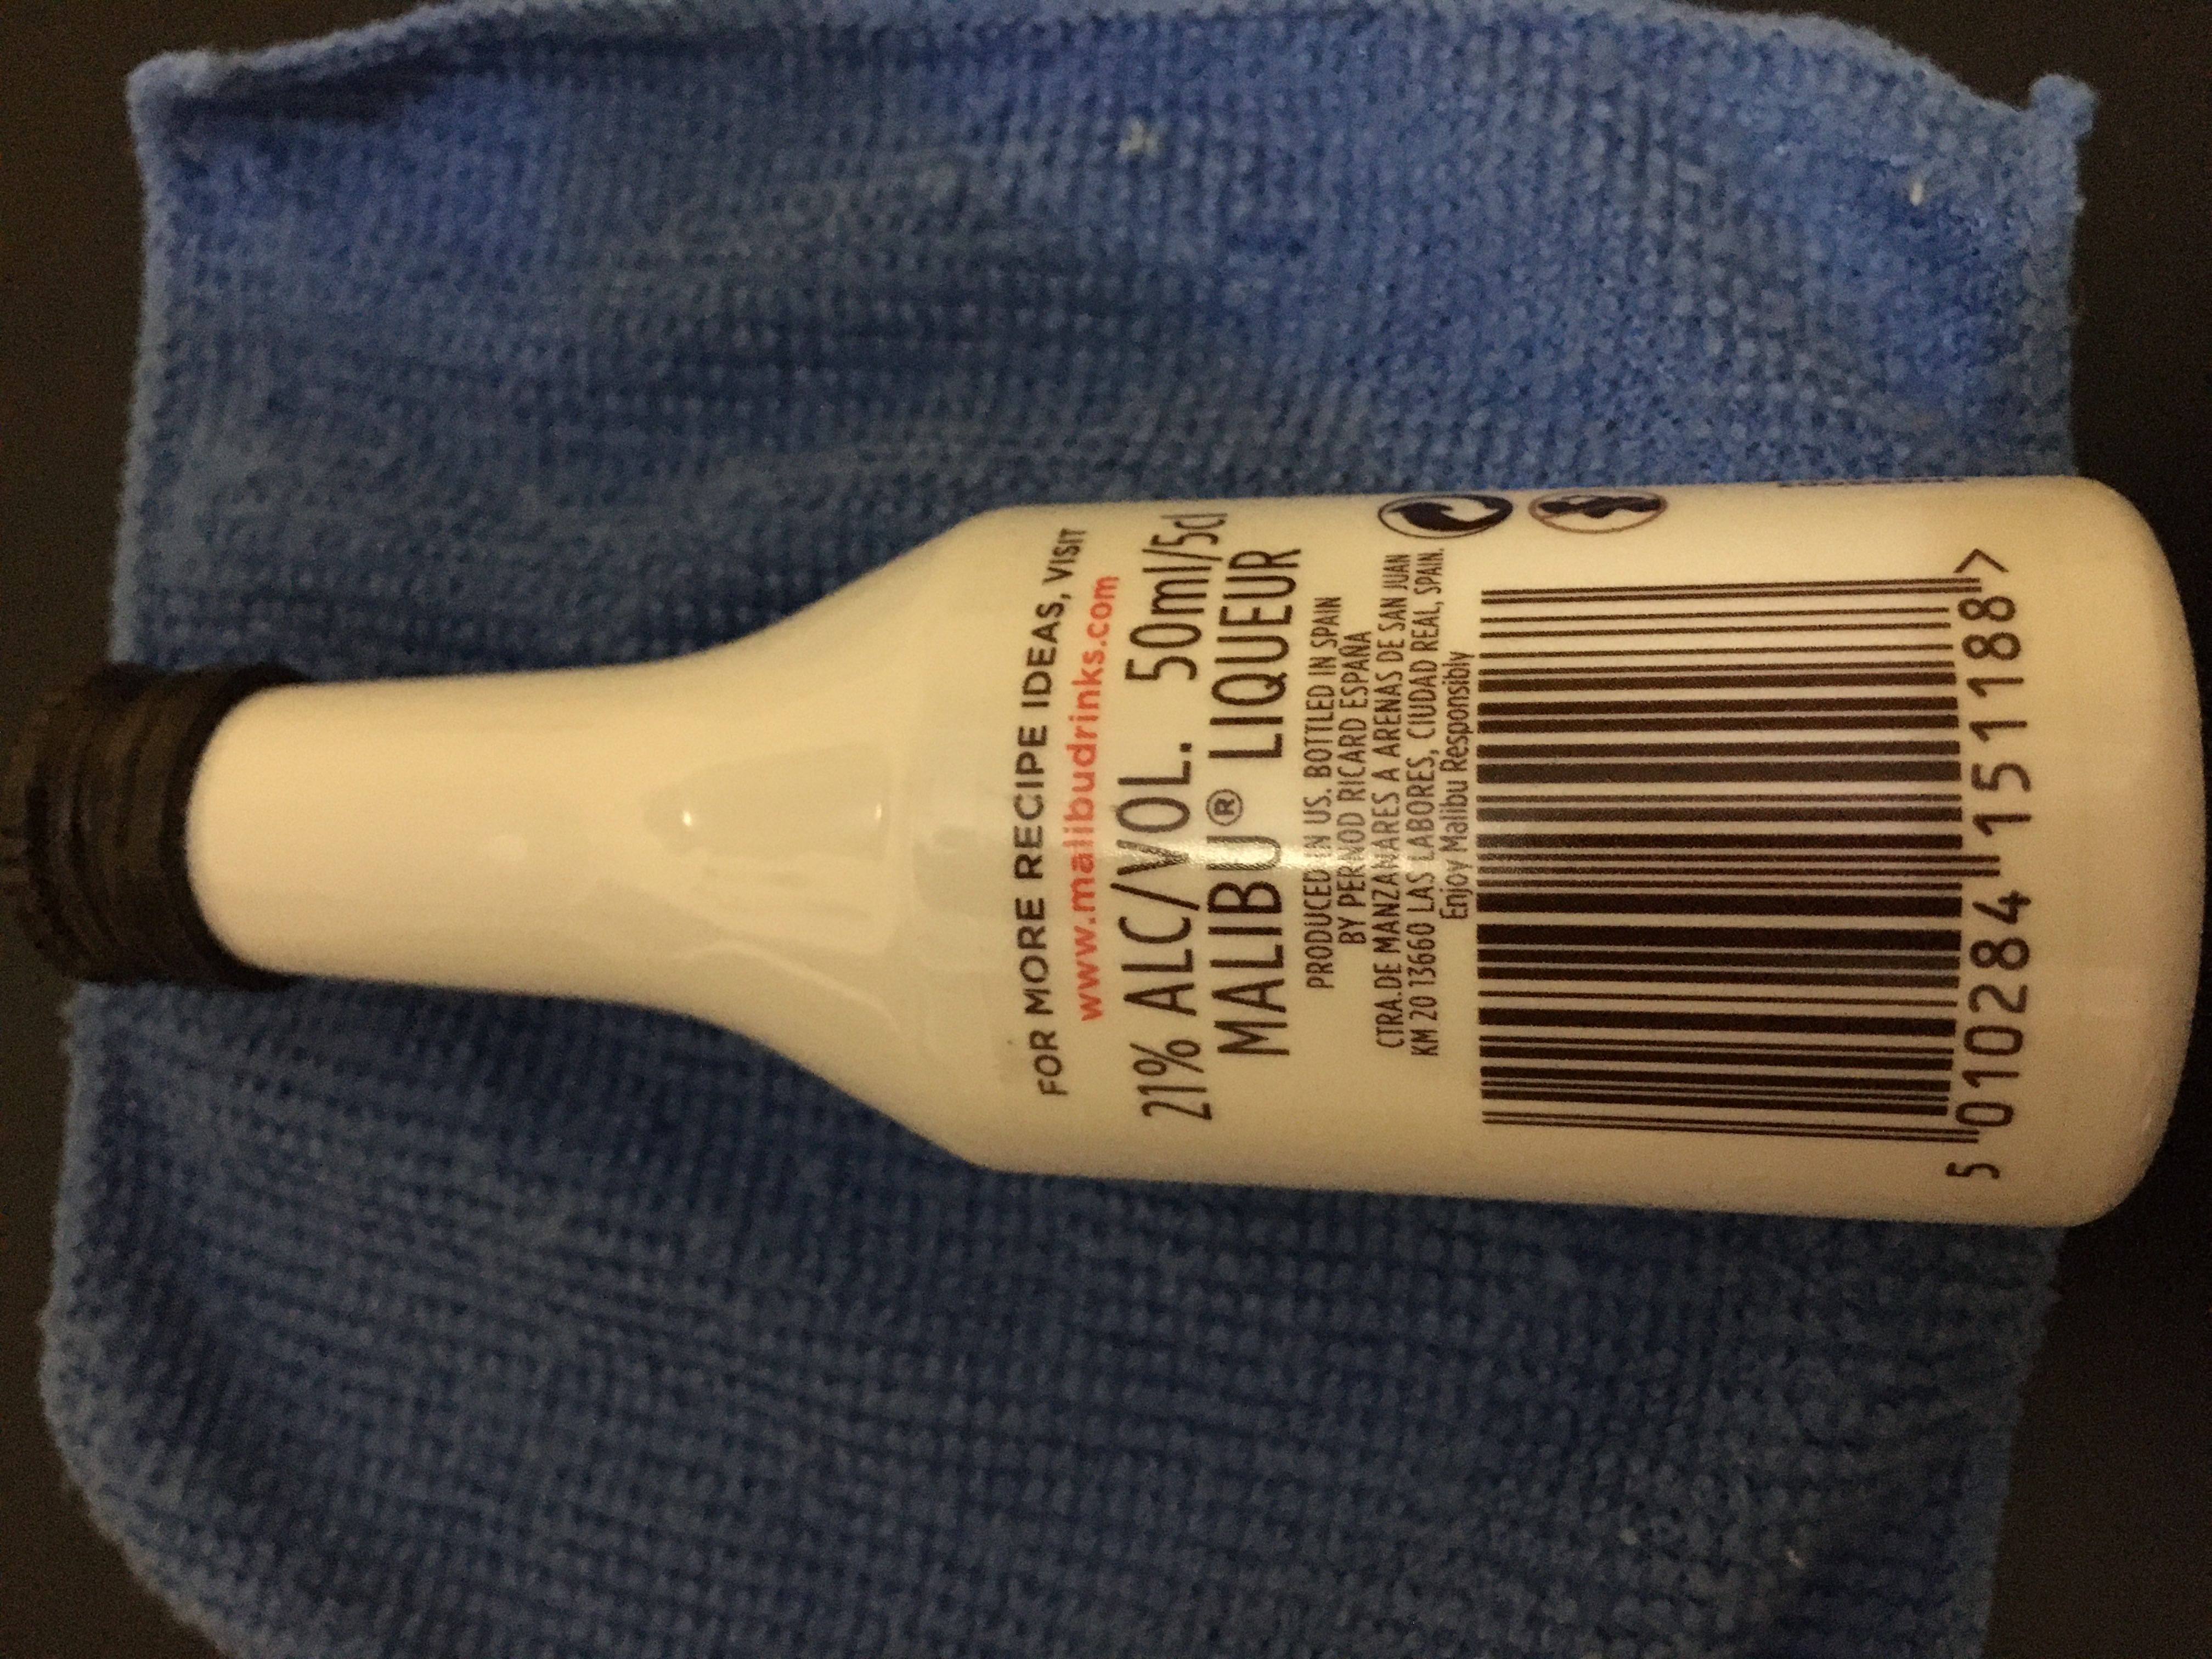 FOR MORE RECIPE IDEAS, VISIT
www.malibudrinks.com
21% ALC/VOL. 50ml/5cl
MALIBU® LIQUEUR
PRODUCED IN US. BOTTLED IN SPAIN
BY PERNOD RICARD ESPAÑA
CTRA.DE MANZANARES A ARENAS DE SAN JUAN
KM 20 13660 LAS LABORES, CIUDAD REAL, SPAIN.
Enjoy Malibu Responsibly
5 010284 151188 >